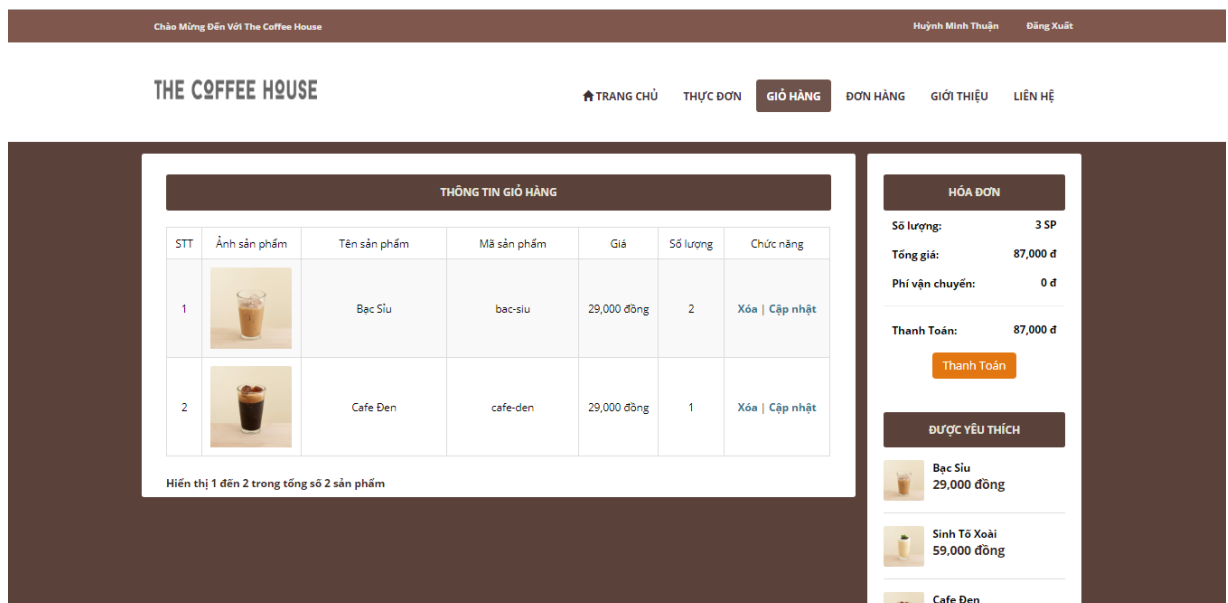 Chào Mừng Đến Với The Coffee House
Huỳnh Minh Thuận
Đăng Xuất
THE COFFEE HOUSE
TRANG CHỦ
THỰC ĐƠN
GIỎ HÀNG
ĐƠN HÀNG
GIỚI THIỆU
LIÊN HỆ
THÔNG TIN GIỎ HÀNG
STT Ảnh sản phẩm Tên sản phẩm Mã sản phẩm Giá Số lượng Chức năng
1 Bạc Sỉu bac-siu 29,000 đồng 2 Xóa | Cập nhật
2 Cafe Đen cafe-den 29,000 đồng 1 Xóa | Cập nhật
Hiển thị 1 đến 2 trong tổng số 2 sản phẩm
HÓA ĐƠN
Số lượng: 3 SP
Tổng giá: 87,000 đ
Phí vận chuyển: 0 đ
Thanh Toán: 87,000 đ
Thanh Toán
ĐƯỢC YÊU THÍCH
Bạc Sỉu
29,000 đồng
Sinh Tố Xoài
59,000 đồng
Cafe Đen